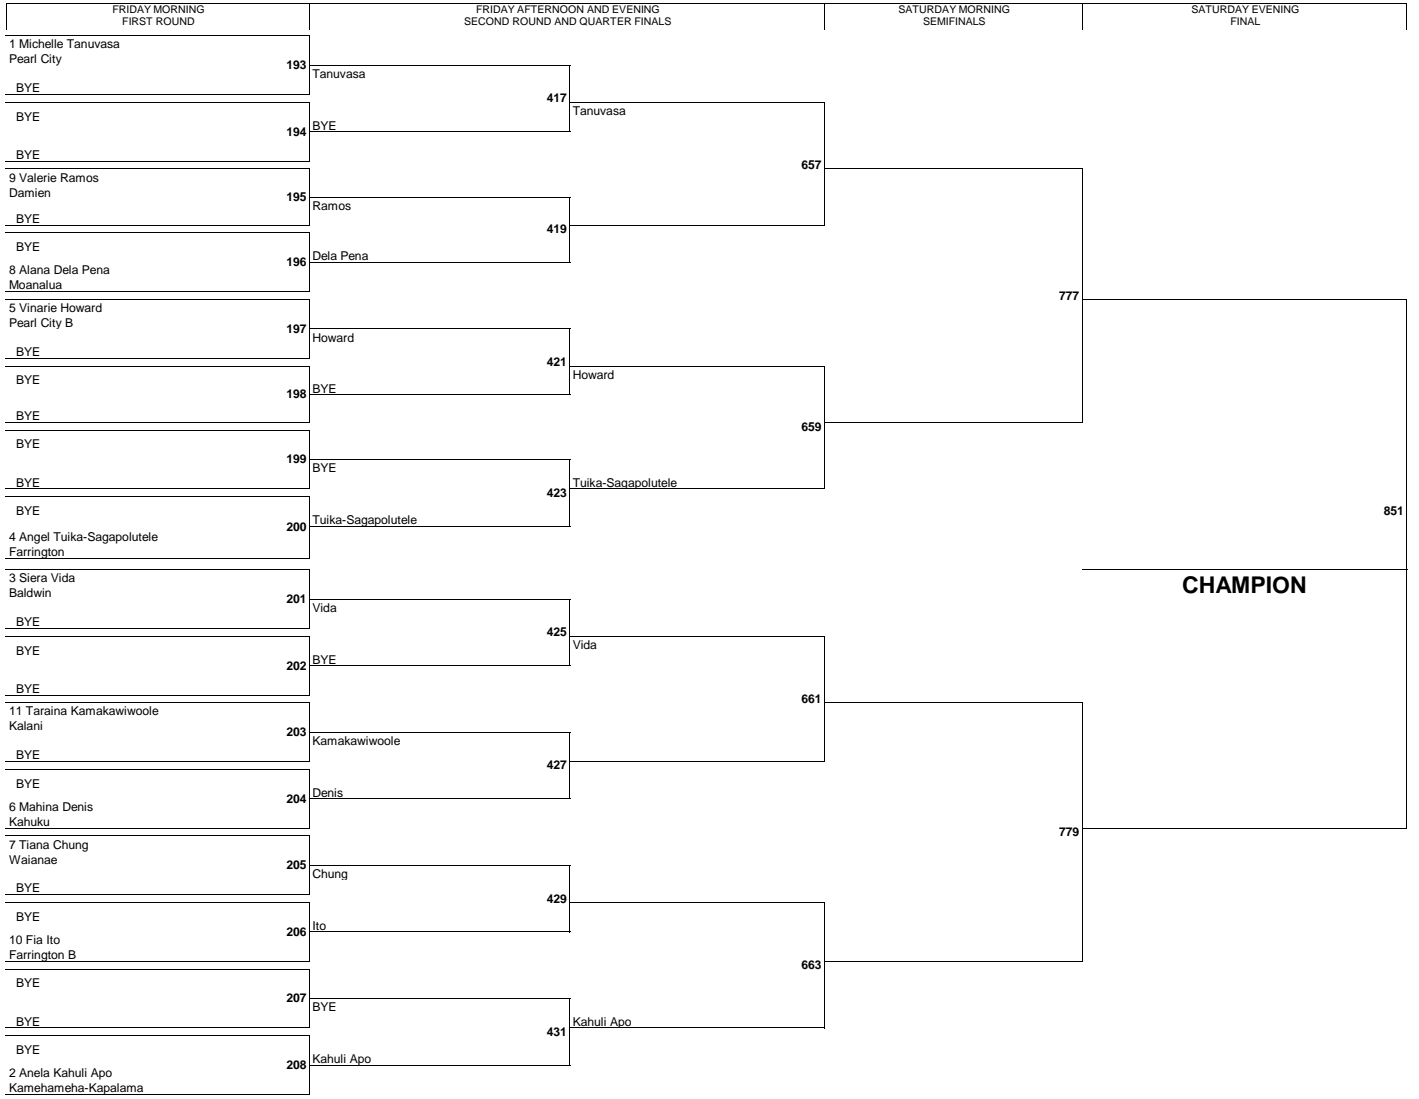 FRIDAY MORNING
FIRST ROUND
FRIDAY AFTERNOON AND EVENING
SECOND ROUND AND QUARTER FINALS
SATURDAY MORNING
SEMIFINALS
SATURDAY EVENING
FINAL
1 Michelle Tanuvasa
Pearl City
193
BYE
BYE
194
BYE
9 Valerie Ramos
Damien
195
BYE
BYE
196
8 Alana Dela Pena
Moanalua
5 Vinarie Howard
Pearl City B
197
BYE
BYE
198
BYE
BYE
199
BYE
BYE
200
4 Angel Tuika-Sagapolutele
Farrington
3 Siera Vida
Baldwin
201
BYE
BYE
202
BYE
11 Taraina Kamakawiwoole
Kalani
203
BYE
BYE
204
6 Mahina Denis
Kahuku
7 Tiana Chung
Waianae
205
BYE
BYE
206
10 Fia Ito
Farrington B
BYE
207
BYE
BYE
208
2 Anela Kahuli Apo
Kamehameha-Kapalama
Tanuvasa
417
BYE
Ramos
419
Dela Pena
Howard
421
BYE
BYE
423
Tuika-Sagapolutele
Vida
425
BYE
Kamakawiwoole
427
Denis
Chung
429
Ito
BYE
431
Kahuli Apo
Tanuvasa
657
Howard
659
Tuika-Sagapolutele
Vida
661
663
Kahuli Apo
777
779
851
CHAMPION